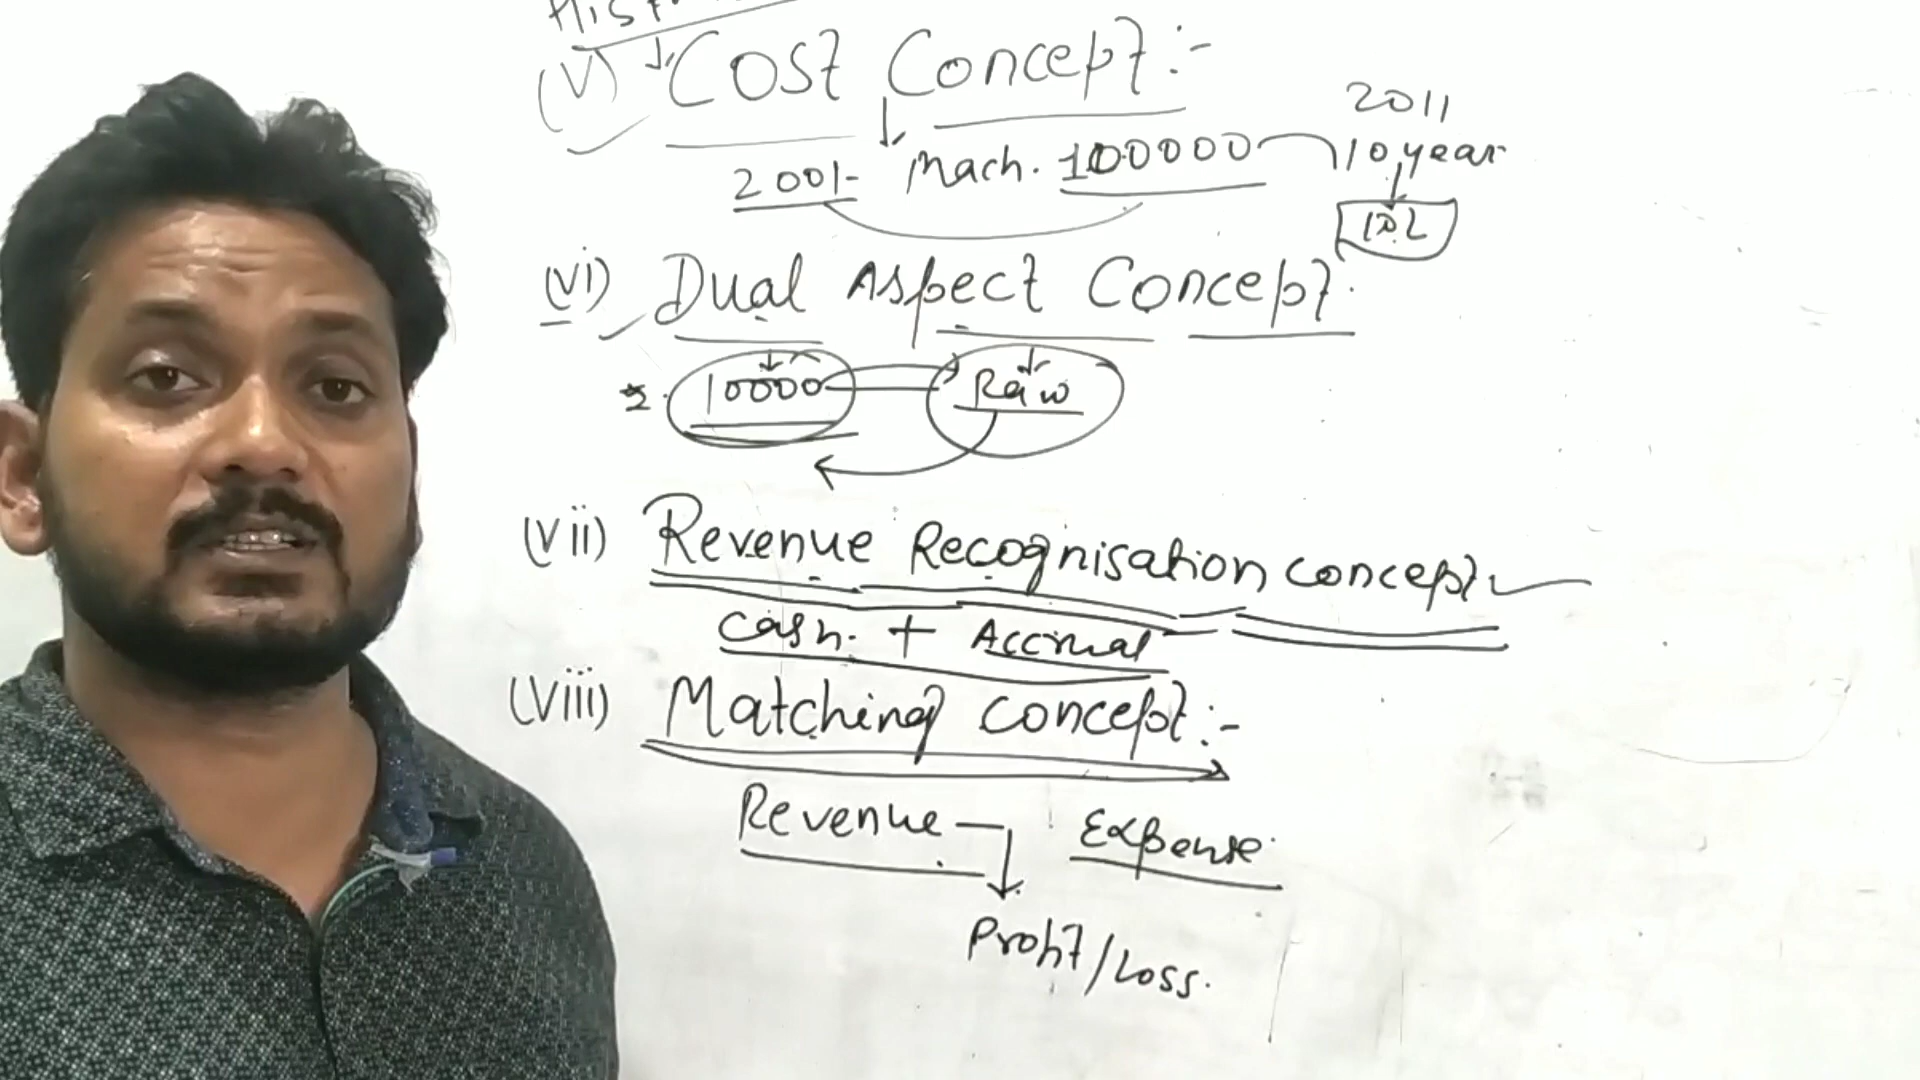 (V) Cost Concept:-
2011
2001- Mach. 100000 10 year
(vi) Dual Aspect Concept.
10000 Raw
(vii) Revenue Recognisation concept
Cash. + Accrual
(viii) Matching concept:-
Revenue Expense
Profit/Loss.